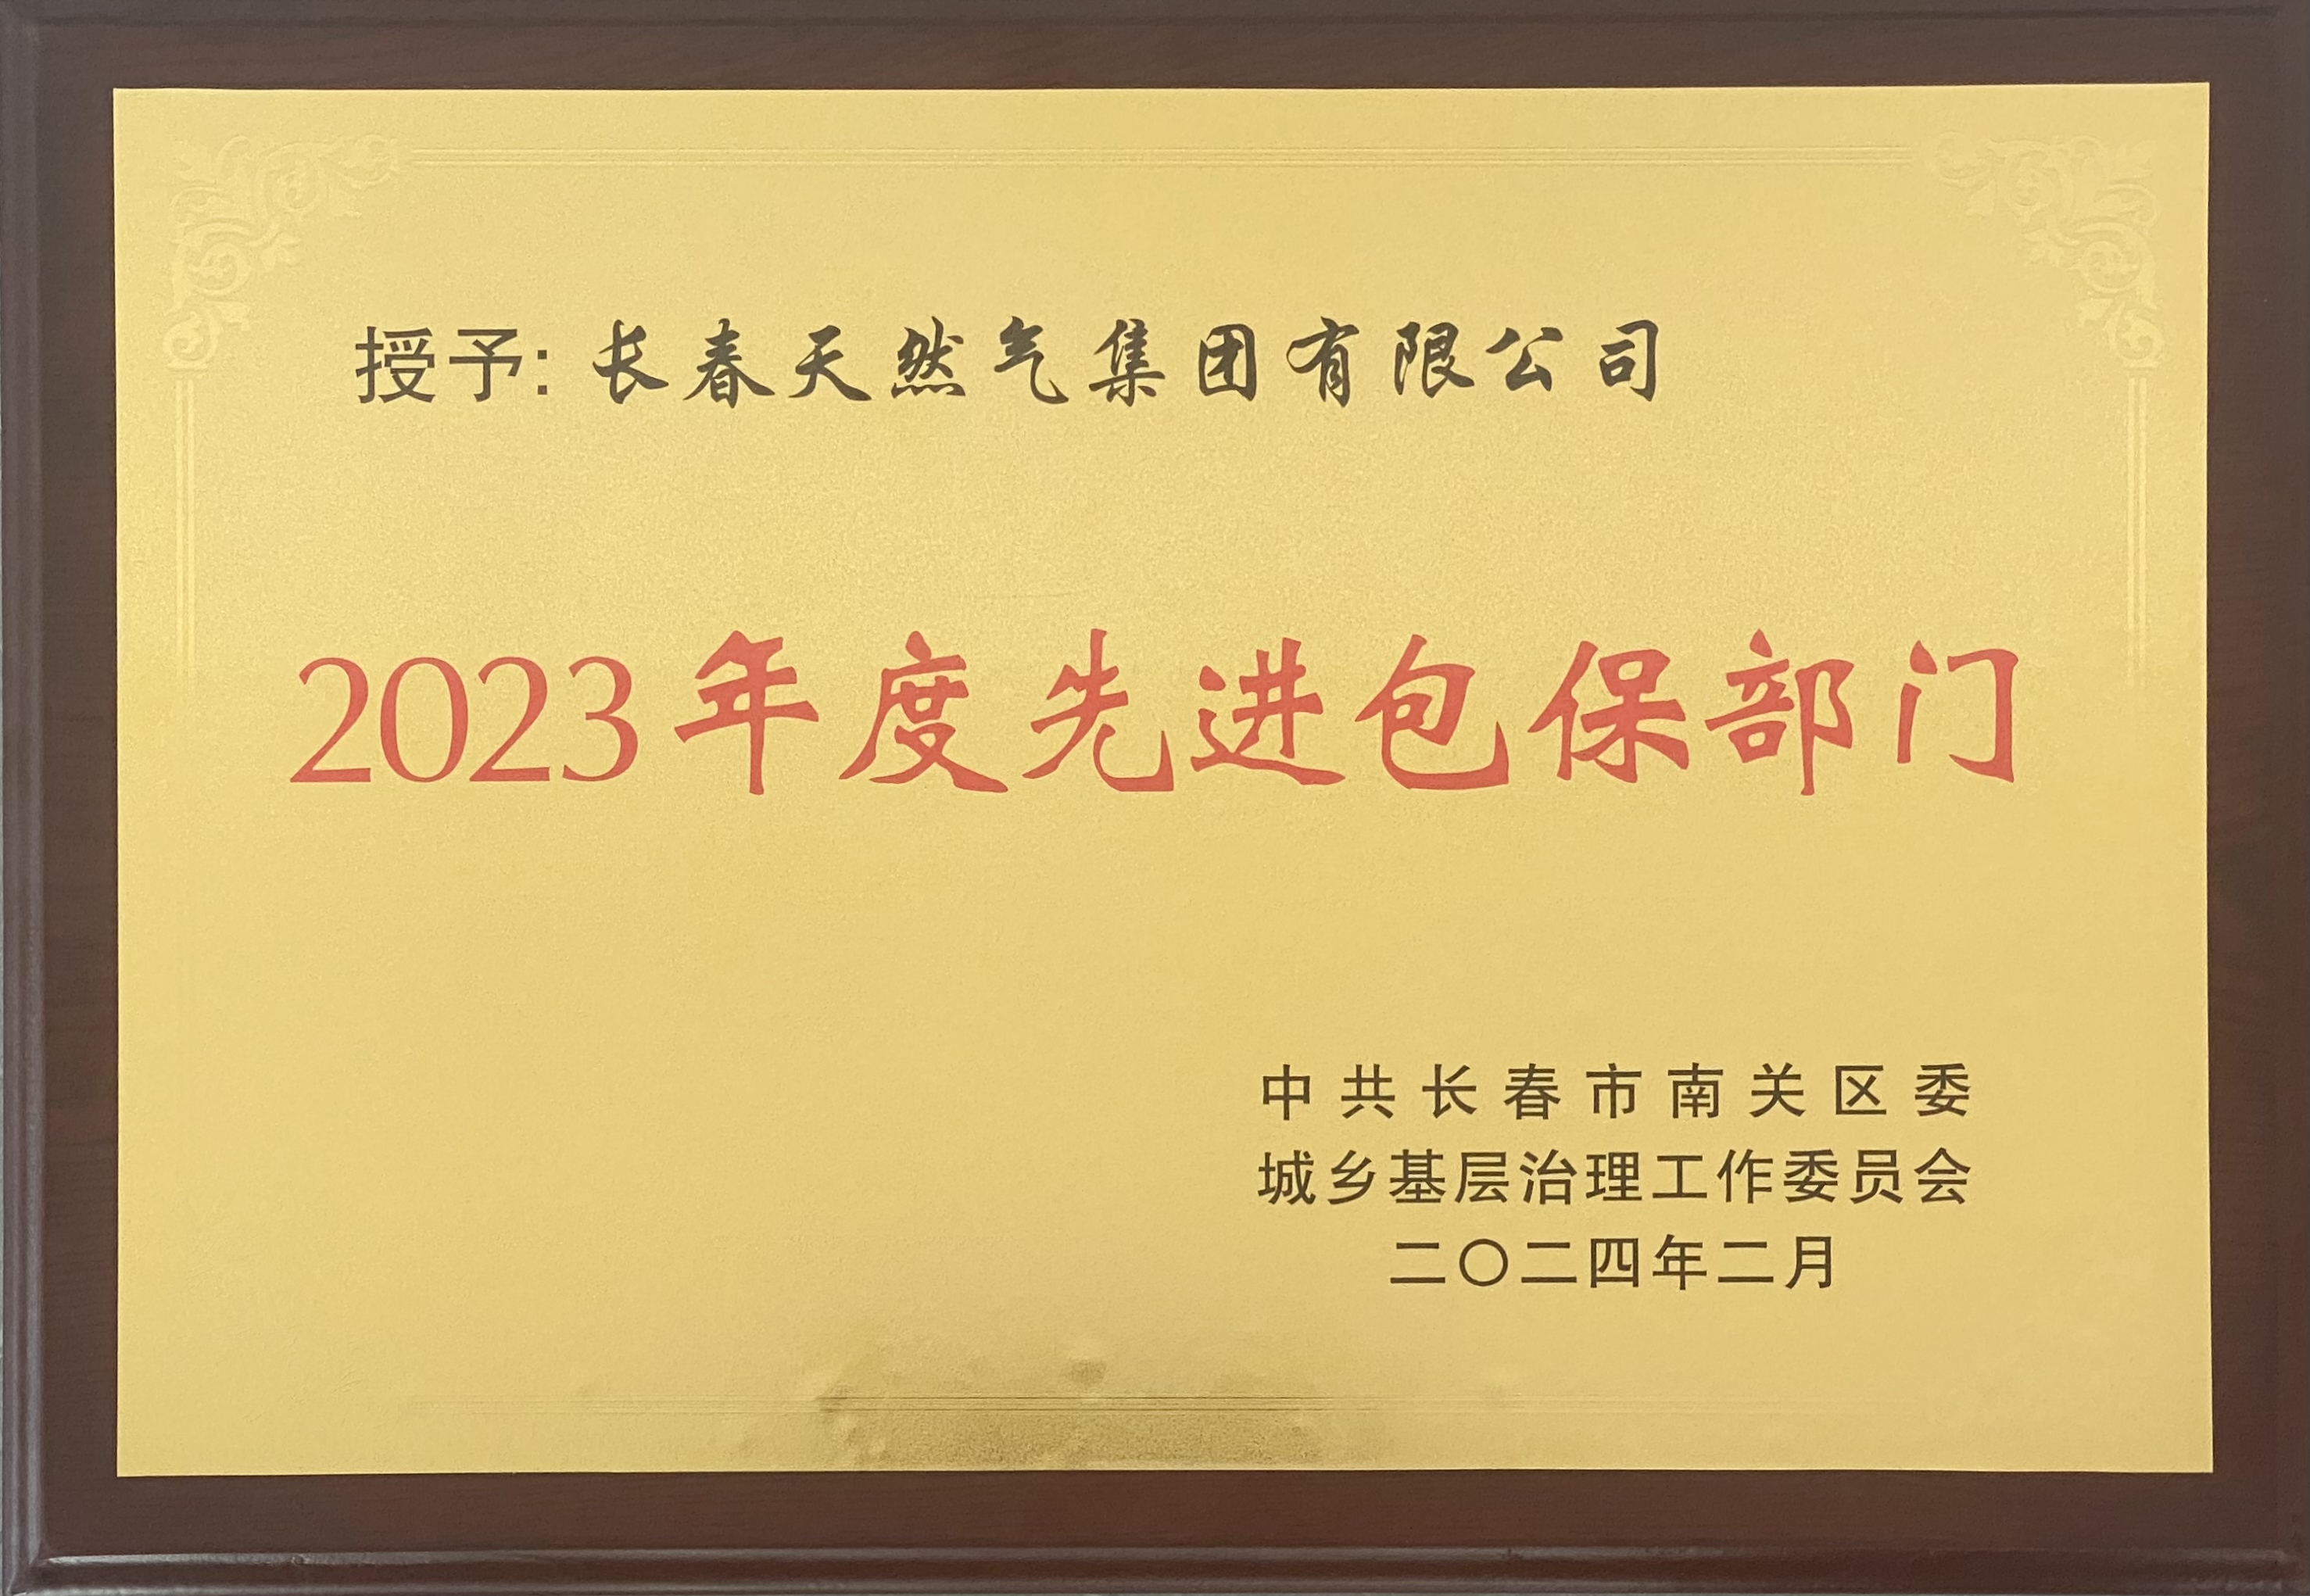 授予: 长春天然气集团有限公司
2023年度先进包保部门
中共长春市南关区委
城乡基层治理工作委员会
二〇二四年二月